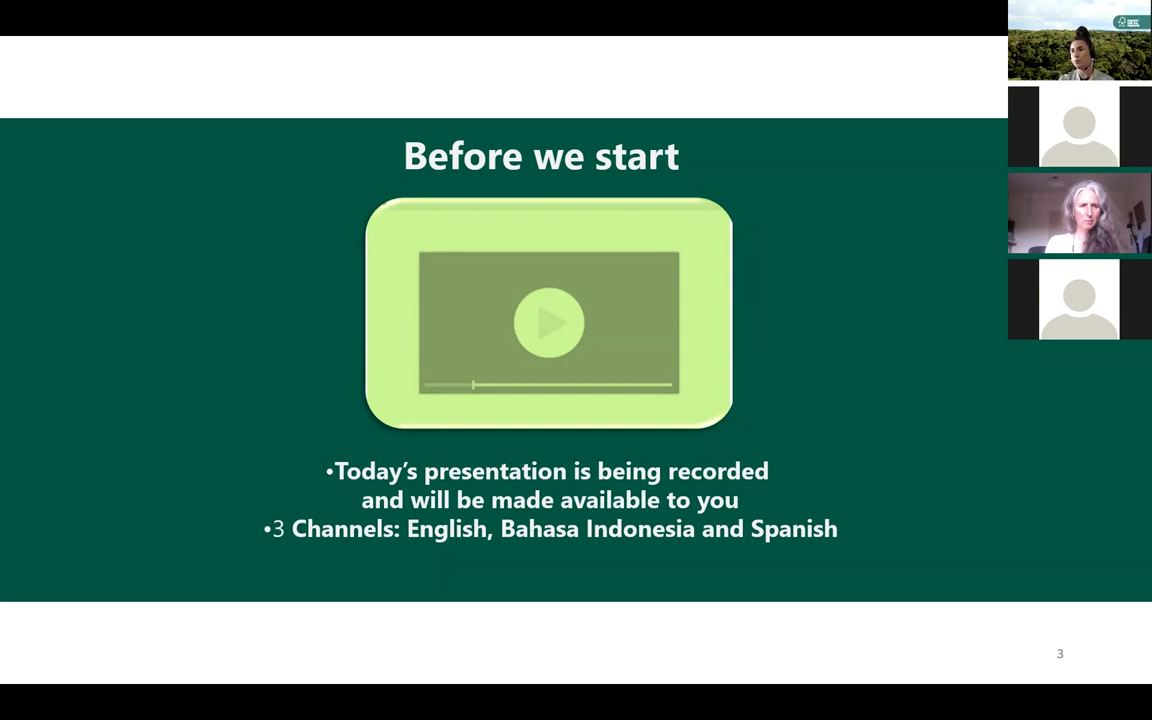 Before we start
•Today’s presentation is being recorded
and will be made available to you
•3 Channels: English, Bahasa Indonesia and Spanish
3